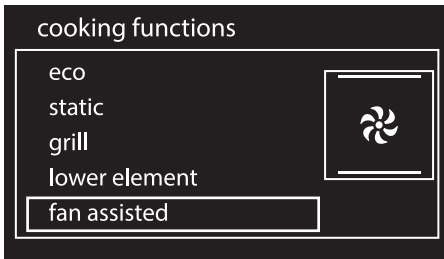 cooking functions
eco
static
grill
lower element
fan assisted